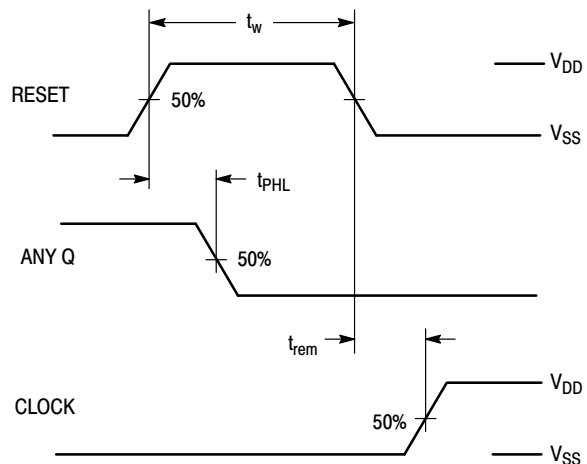 t_w
RESET
50%
V_DD
V_SS
t_PHL
ANY Q
50%
t_rem
CLOCK
50%
V_DD
V_SS